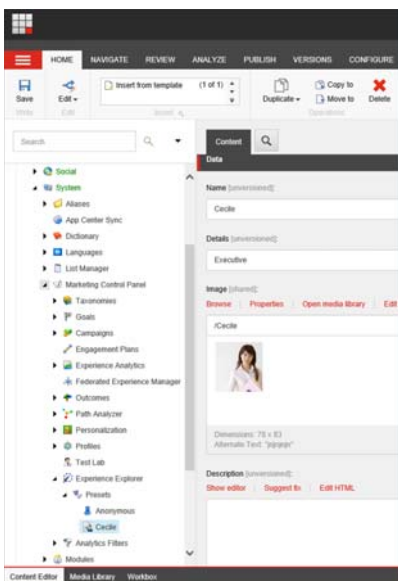 HOME NAVIGATE REVIEW ANALYZE PUBLISH VERSIONS CONFIGURE
Save
Edit
Insert from template (1 of 1)
Duplicate
Copy to
Move to
Delete
Write Edit Insert Operations
Search
Content
Data
Social
System
Aliases
App Center Sync
Dictionary
Languages
List Manager
Marketing Control Panel
Taxonomies
Goals
Campaigns
Engagement Plans
Experience Analytics
Federated Experience Manager
Outcomes
Path Analyzer
Personalization
Profiles
Test Lab
Experience Explorer
Presets
Anonymous
Cecile
Analytics Filters
Modules
Name [unversioned]:
Cecile
Details [unversioned]:
Executive
Image [shared]:
Browse Properties Open media library Edit
/Cecile
Dimensions: 78 x 83
Description [unversioned]:
Show editor Suggest fix Edit HTML
Content Editor Media Library Workbox